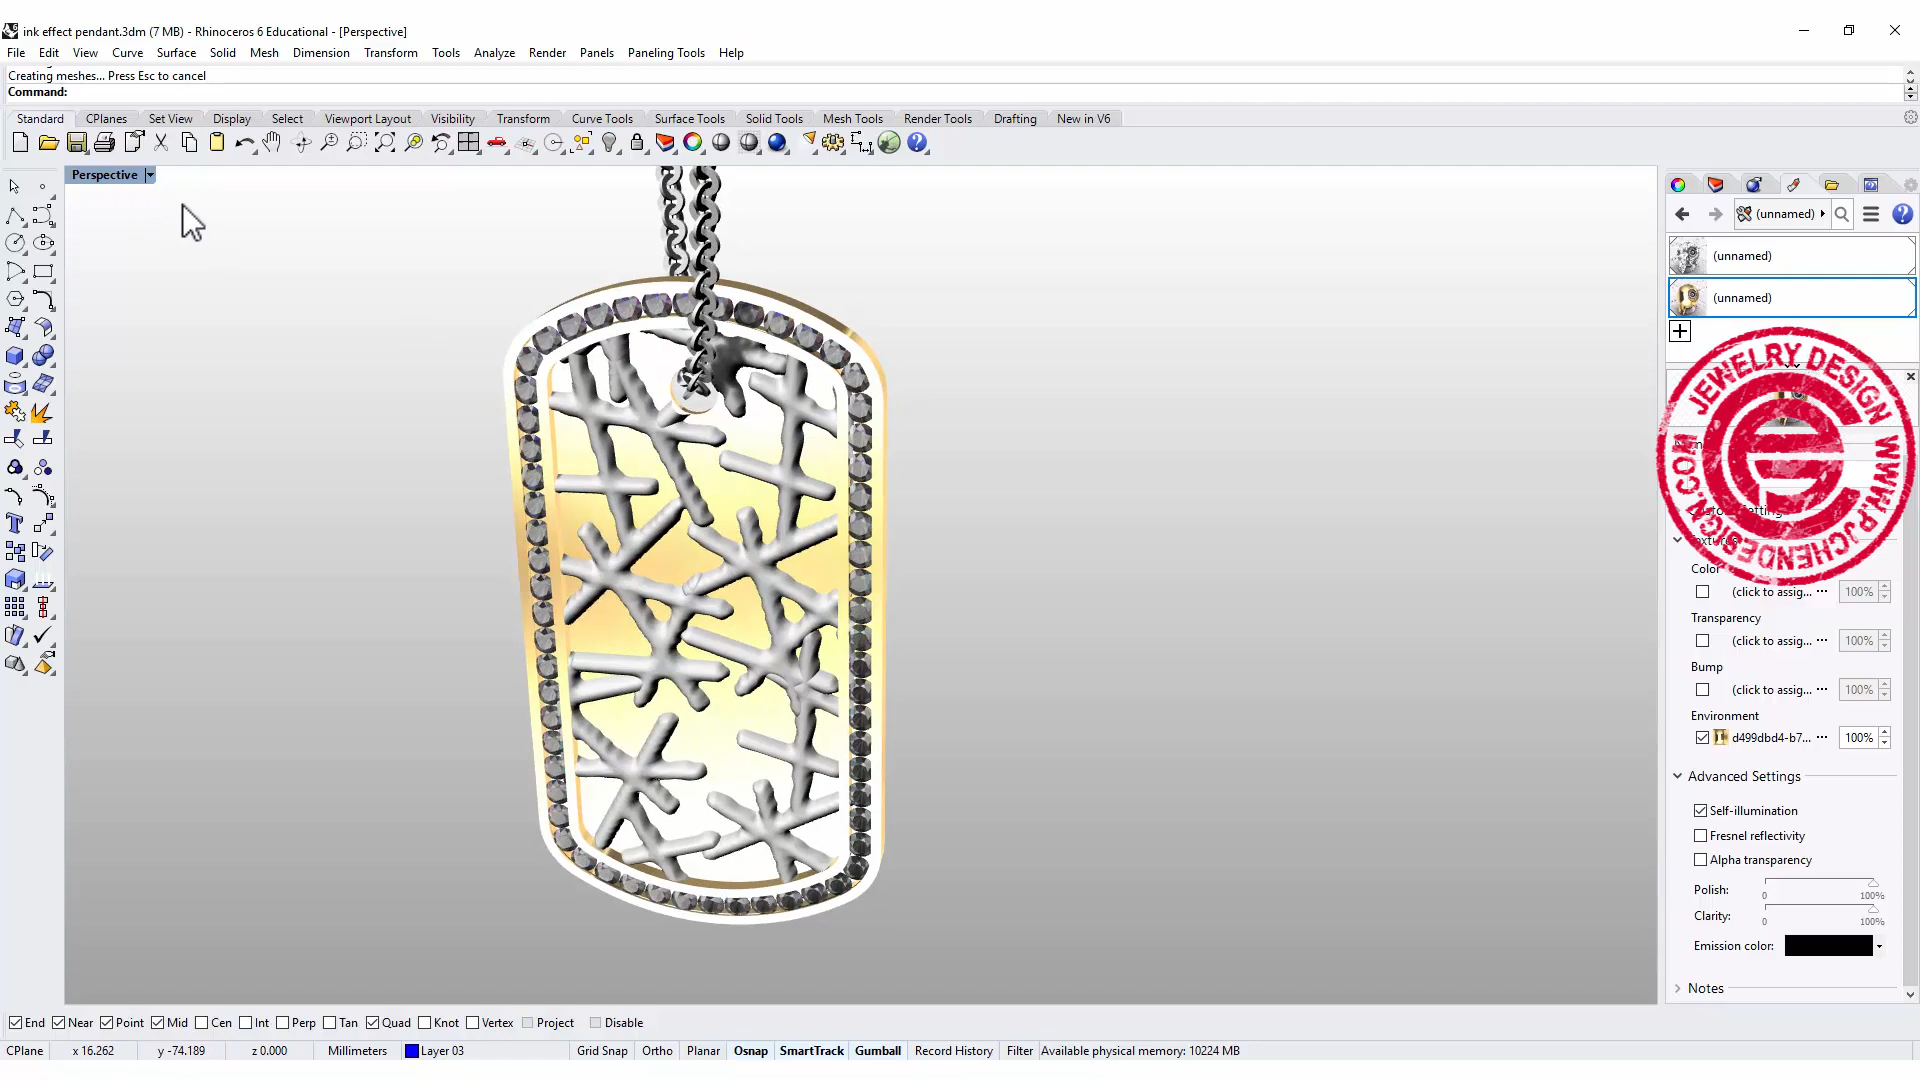 ink effect pendant.3dm (7 MB) - Rhinoceros 6 Educational - [Perspective]
File Edit View Curve Surface Solid Mesh Dimension Transform Tools Analyze Render Panels Paneling Tools Help
Creating meshes... Press Esc to cancel
Command:
Standard CPlanes Set View Display Select Viewport Layout Visibility Transform Curve Tools Surface Tools Solid Tools Mesh Tools Render Tools Drafting New in V6
Perspective
(unnamed)
(unnamed)
(unnamed)
JEWELRY DESIGN WWW.PJCHENDESIGN.COM
Color
(click to assig... 100%
Transparency
(click to assig... 100%
Bump
(click to assig... 100%
Environment
d499dbd4-b7... 100%
Advanced Settings
Self-illumination
Fresnel reflectivity
Alpha transparency
Polish: 0 100%
Clarity: 0 100%
Emission color:
Notes
End Near Point Mid Cen Int Perp Tan Quad Knot Vertex Project Disable
CPlane x 16.262 y -74.189 z 0.000 Millimeters Layer 03 Grid Snap Ortho Planar Osnap SmartTrack Gumball Record History Filter Available physical memory: 10224 MB